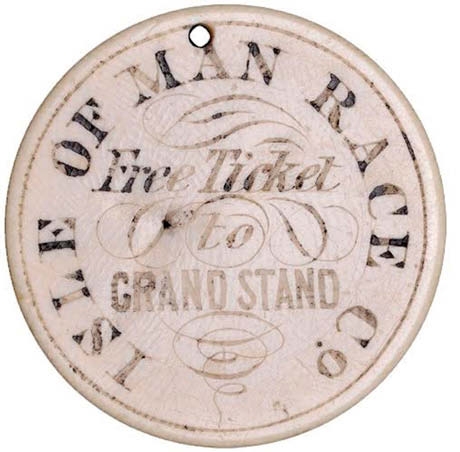 ISLE OF MAN RACE Co.
Free Ticket
to
GRAND STAND